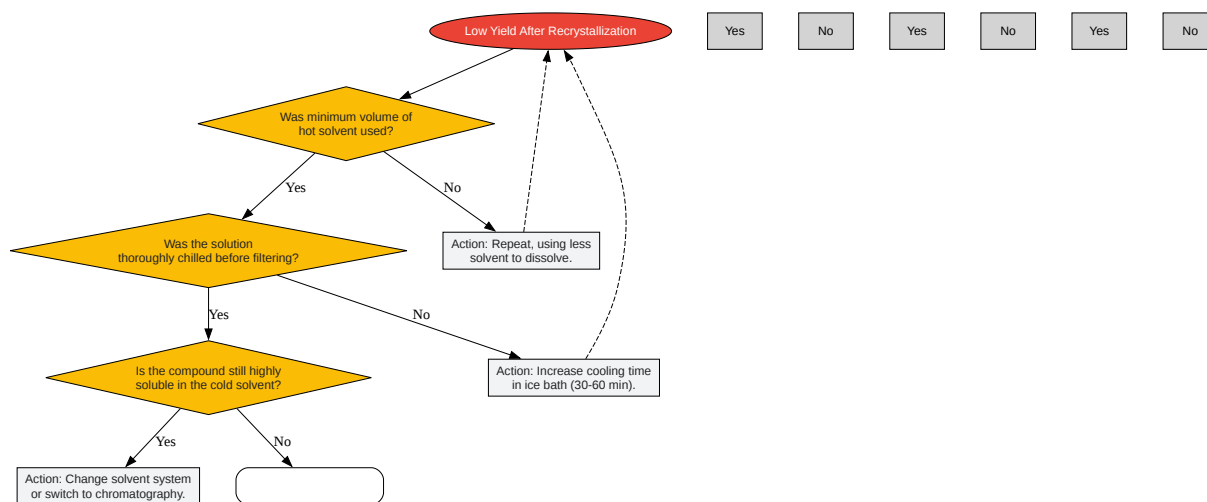 Low Yield After Recrystallization
Yes
No
Yes
No
Yes
No
Was minimum volume of
hot solvent used?
Yes
No
Was the solution
thoroughly chilled before filtering?
Action: Repeat, using less
solvent to dissolve.
Yes
No
Is the compound still highly
soluble in the cold solvent?
Action: Increase cooling time
in ice bath (30-60 min).
Yes
No
Action: Change solvent system
or switch to chromatography.